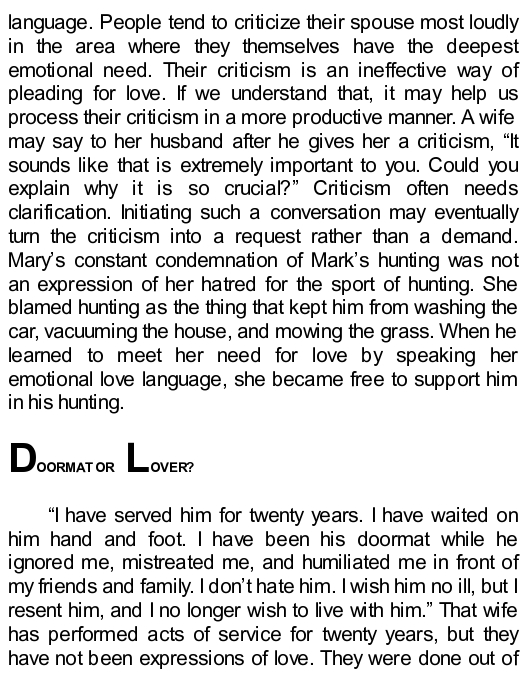 language. People tend to criticize their spouse most loudly
in the area where they themselves have the deepest
emotional need. Their criticism is an ineffective way of
pleading for love. If we understand that, it may help us
process their criticism in a more productive manner. A wife
may say to her husband after he gives her a criticism, “It
sounds like that is extremely important to you. Could you
explain why it is so crucial?” Criticism often needs
clarification. Initiating such a conversation may eventually
turn the criticism into a request rather than a demand.
Mary’s constant condemnation of Mark’s hunting was not
an expression of her hatred for the sport of hunting. She
blamed hunting as the thing that kept him from washing the
car, vacuuming the house, and mowing the grass. When he
learned to meet her need for love by speaking her
emotional love language, she became free to support him
in his hunting.
DOORMAT OR LOVER?
“I have served him for twenty years. I have waited on
him hand and foot. I have been his doormat while he
ignored me, mistreated me, and humiliated me in front of
my friends and family. I don’t hate him. I wish him no ill, but I
resent him, and I no longer wish to live with him.” That wife
has performed acts of service for twenty years, but they
have not been expressions of love. They were done out of